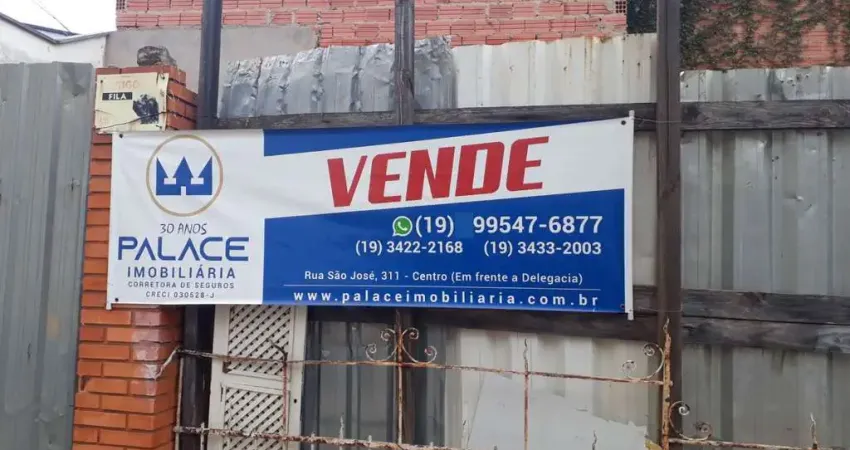 FILA
30 ANOS
PALACE
IMOBILIÁRIA
CORRETORA DE SEGUROS
CRECI 030528-J
VENDE
(19) 99547-6877
(19) 3422-2168 (19) 3433-2003
Rua São José, 311 - Centro (Em frente a Delegacia)
www.palaceimobiliaria.com.br